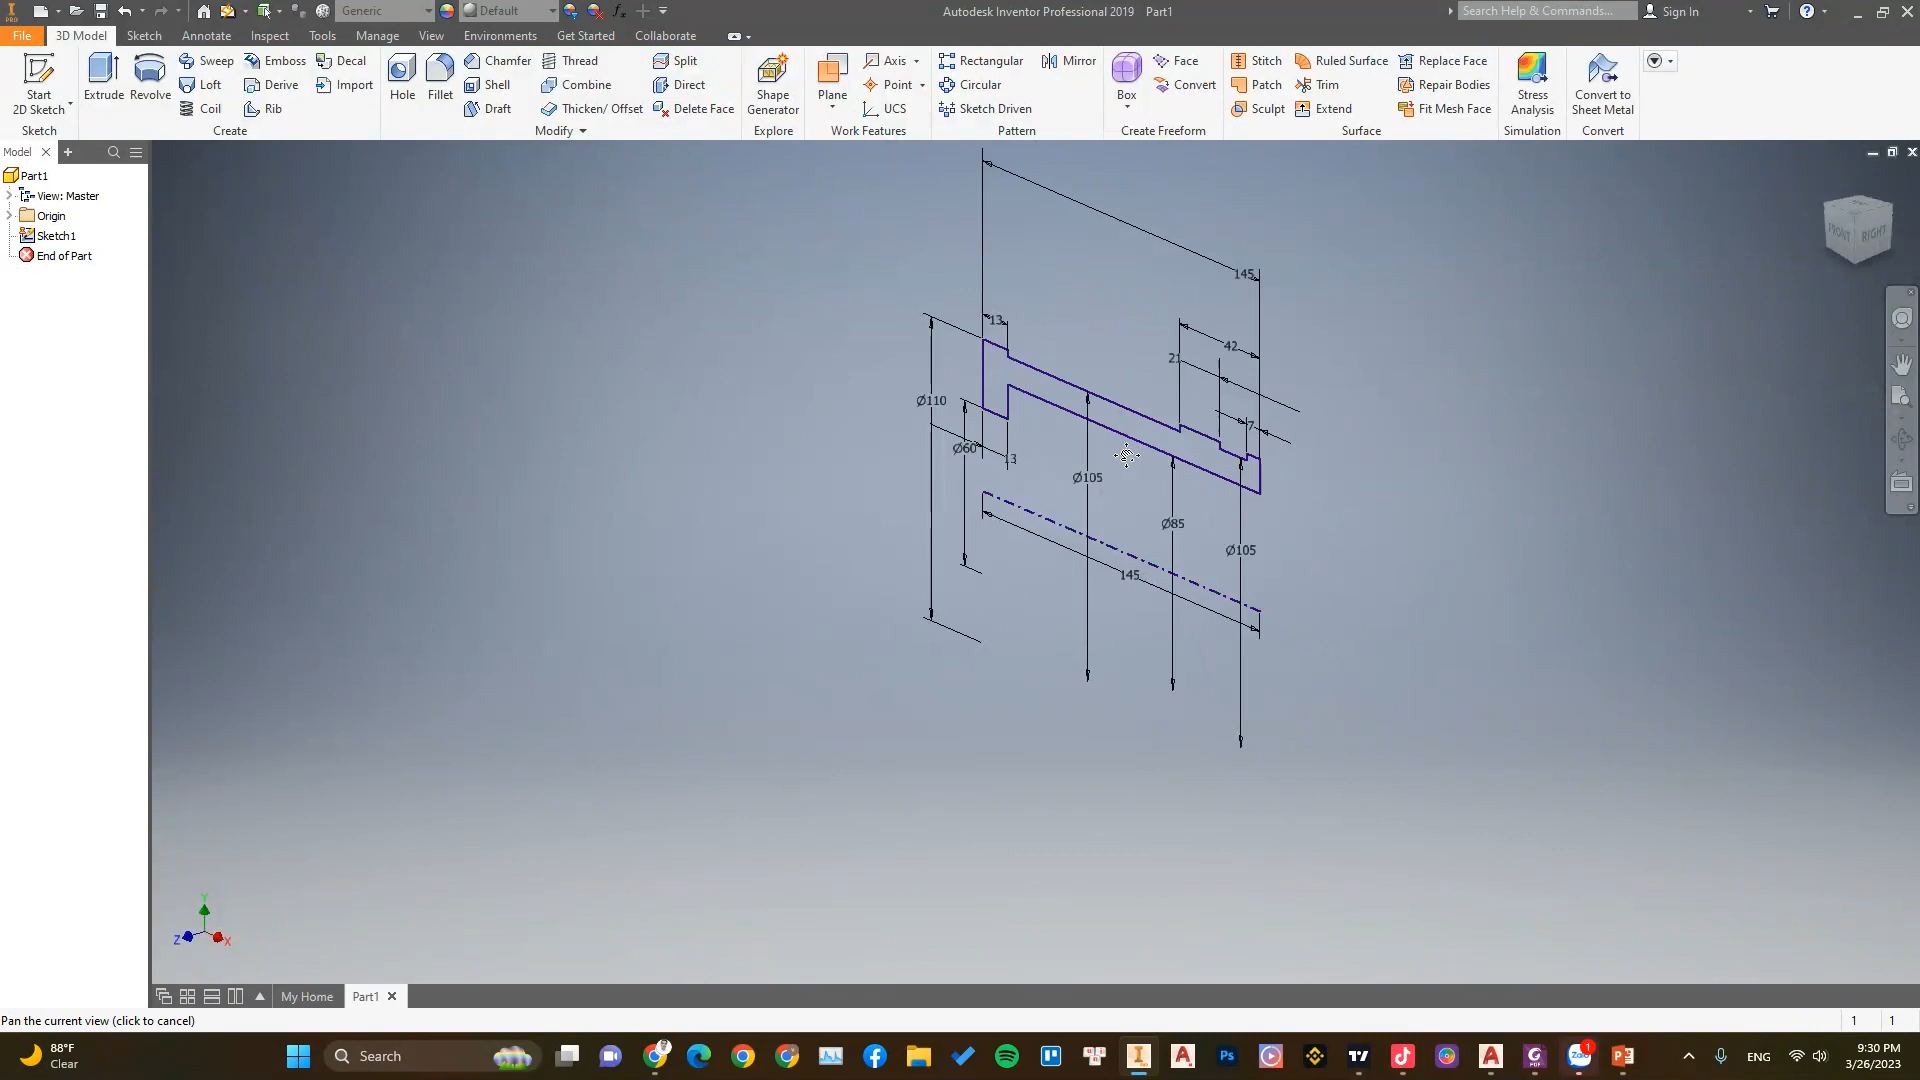 Generic
Default
Autodesk Inventor Professional 2019 Part1
Search Help & Commands...
Sign In
PRO
File
3D Model
Sketch
Annotate
Inspect
Tools
Manage
View
Environments
Get Started
Collaborate
Start
2D Sketch
Extrude
Revolve
Sweep
Emboss
Decal
Loft
Derive
Import
Coil
Rib
Hole
Fillet
Chamfer
Thread
Split
Shell
Combine
Direct
Draft
Thicken/ Offset
Delete Face
Shape
Generator
Plane
Axis
Point
UCS
Rectangular
Mirror
Circular
Sketch Driven
Box
Face
Convert
Stitch
Ruled Surface
Replace Face
Patch
Trim
Repair Bodies
Sculpt
Extend
Fit Mesh Face
Stress
Analysis
Convert to
Sheet Metal
Sketch
Create
Modify
Explore
Work Features
Pattern
Create Freeform
Surface
Simulation
Convert
Model
Part1
View: Master
Origin
Sketch1
End of Part
FRONT
RIGHT
145
13
42
21
7
Ø110
Ø60
13
Ø105
Ø85
Ø105
145
Y
Z
X
My Home
Part1
Pan the current view (click to cancel)
1
1
88°F
Clear
Search
Ps
Zalo
1
ENG
9:30 PM
3/26/2023